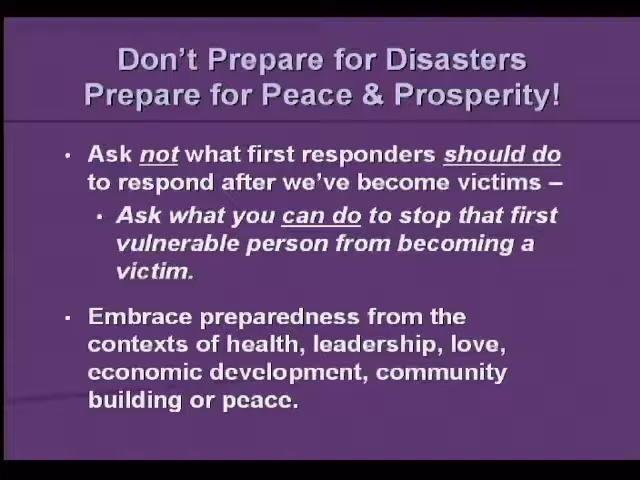 Don't Prepare for Disasters
Prepare for Peace & Prosperity!
• Ask not what first responders should do
to respond after we've become victims –
• Ask what you can do to stop that first
vulnerable person from becoming a
victim.
• Embrace preparedness from the
contexts of health, leadership, love,
economic development, community
building or peace.